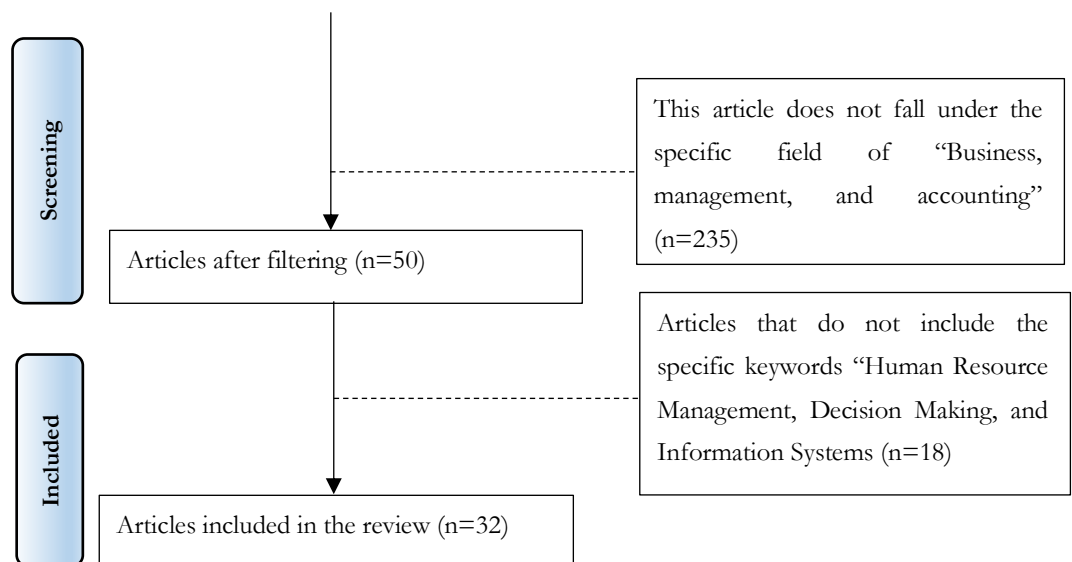 Screening
This article does not fall under the
specific field of “Business,
management, and accounting”
(n=235)
Articles after filtering (n=50)
Articles that do not include the
specific keywords “Human Resource
Management, Decision Making, and
Information Systems (n=18)
Included
Articles included in the review (n=32)